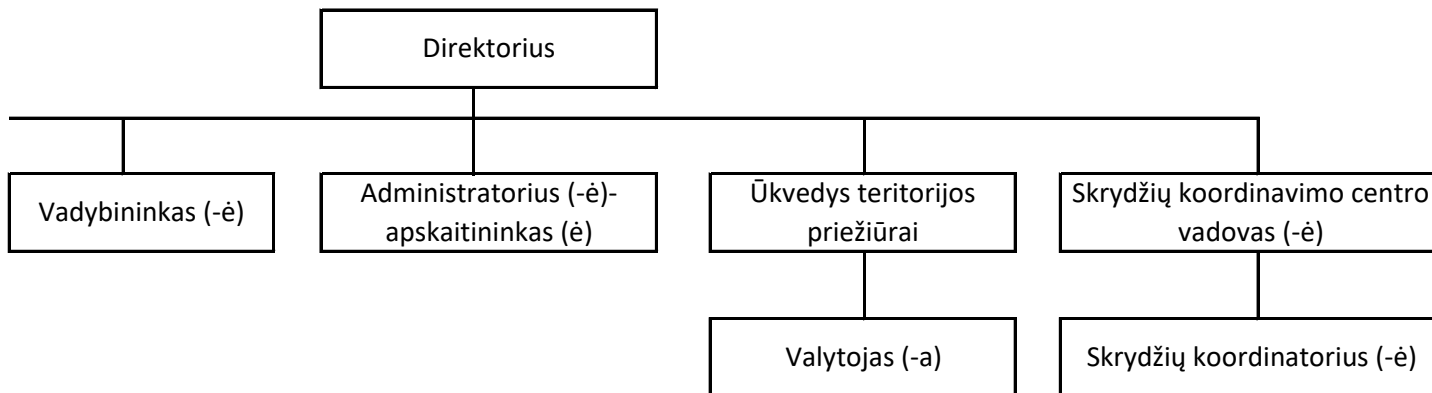 Direktorius
Vadybininkas (-ė)
Administratorius (-ė)-
apskaitininkas (ė)
Ūkvedys teritorijos
priežiūrai
Skrydžių koordinavimo centro
vadovas (-ė)
Valytojas (-a)
Skrydžių koordinatorius (-ė)